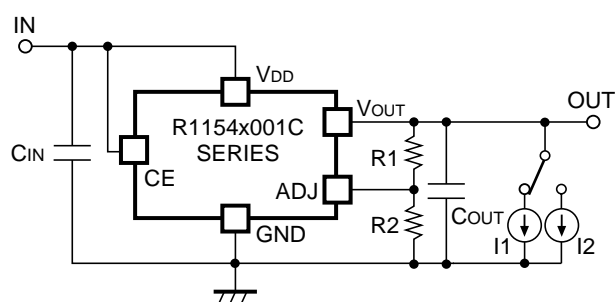 IN
VDD
R1154x001C
SERIES
VOUT
OUT
CIN
CE
ADJ
R1
R2
COUT
GND
I1
I2